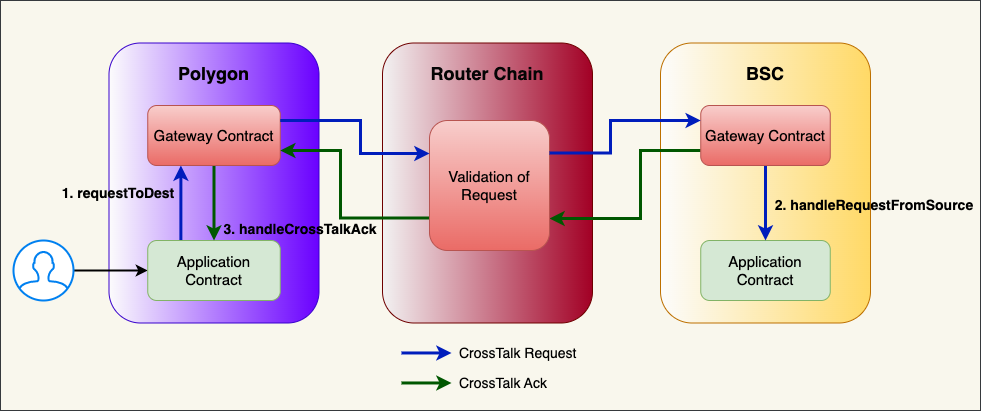 Polygon
Router Chain
BSC
Gateway Contract
Gateway Contract
Validation of
Request
1. requestToDest
2. handleRequestFromSource
3. handleCrossTalkAck
Application
Contract
Application
Contract
CrossTalk Request
CrossTalk Ack